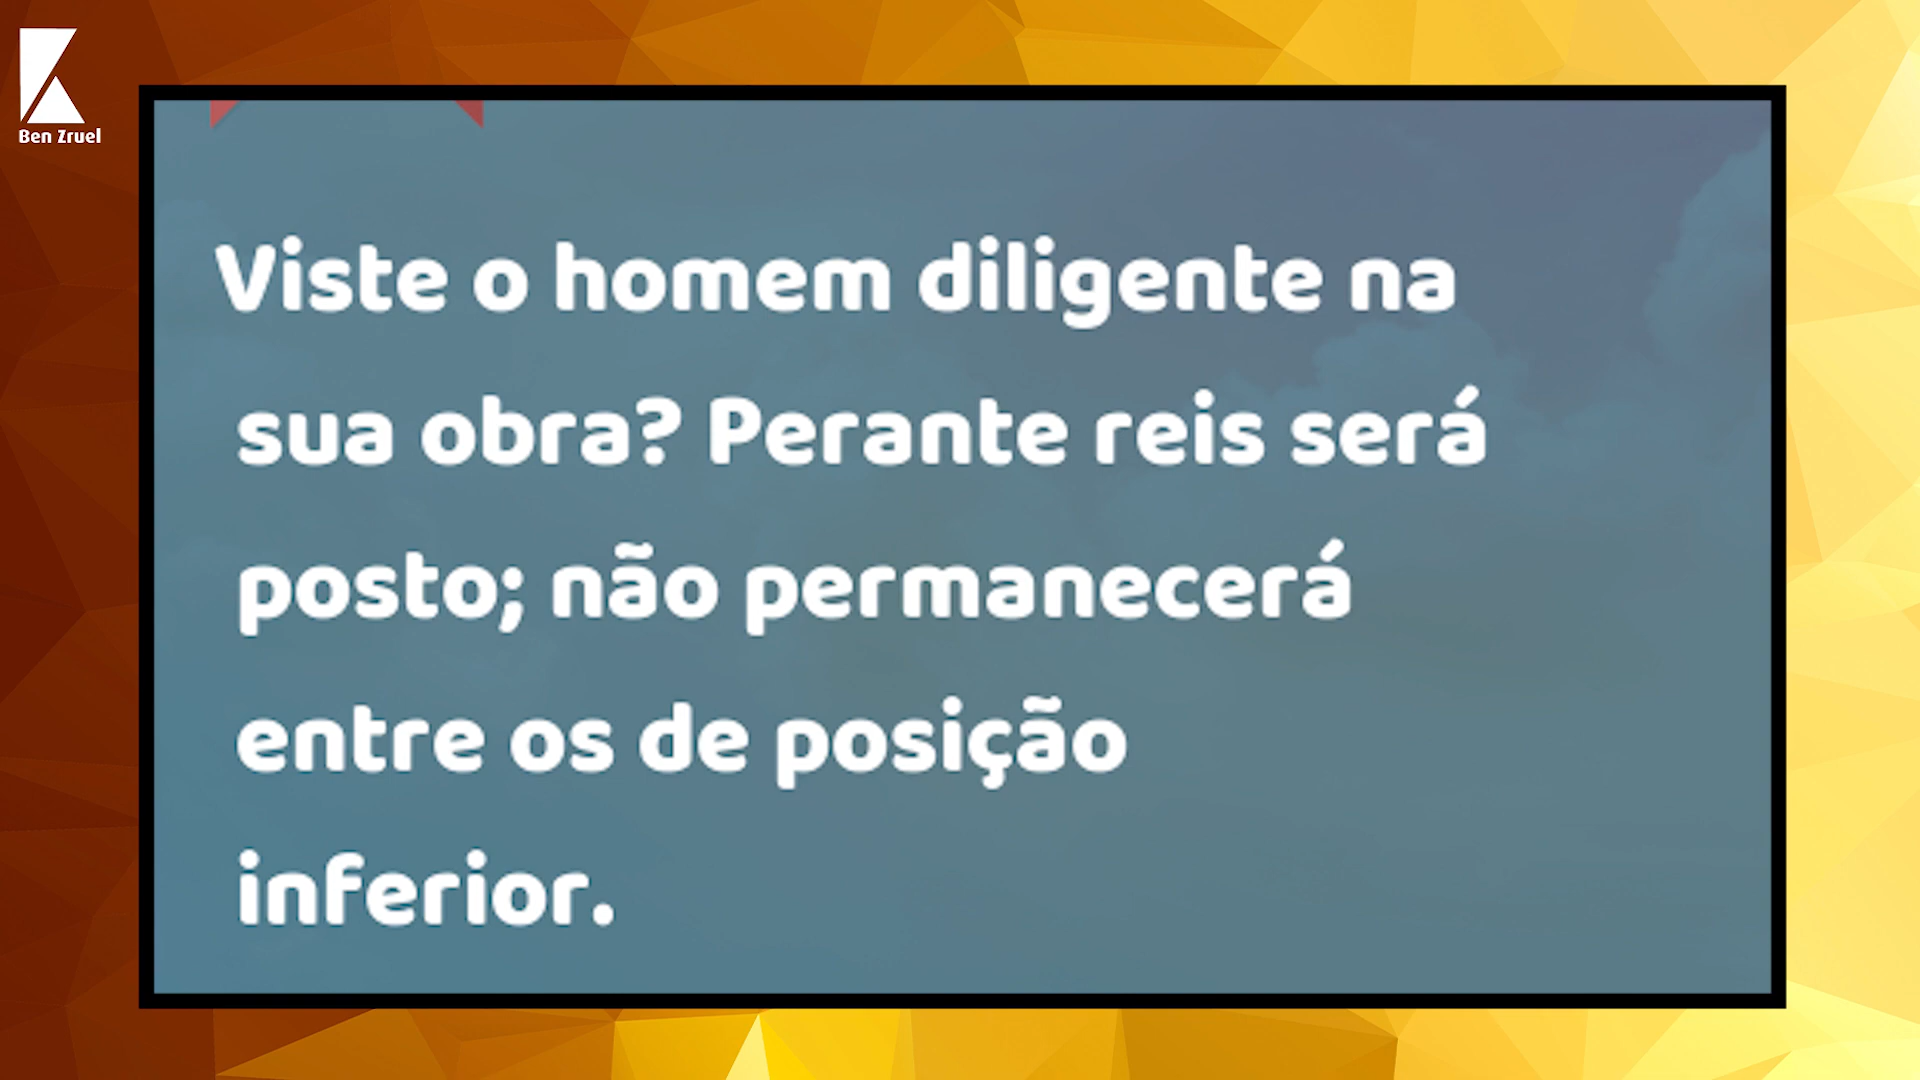 Ben Zruel
Viste o homem diligente na
sua obra? Perante reis será
posto; não permanecerá
entre os de posição
inferior.